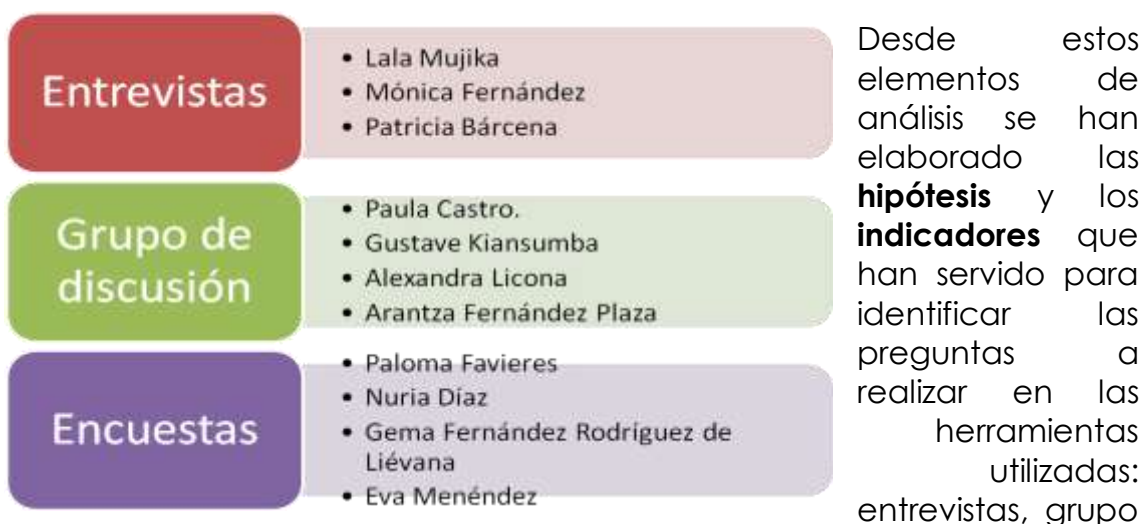 Entrevistas
• Lala Mujika
• Mónica Fernández
• Patricia Bárcena
Grupo de
discusión
• Paula Castro.
• Gustave Kiansumba
• Alexandra Licona
• Arantza Fernández Plaza
Encuestas
• Paloma Favieres
• Nuria Díaz
• Gema Fernández Rodríguez de
Liévana
• Eva Menéndez
Desde estos
elementos de
análisis se han
elaborado las
hipótesis y los
indicadores que
han servido para
identificar las
preguntas a
realizar en las
herramientas
utilizadas:
entrevistas, grupo